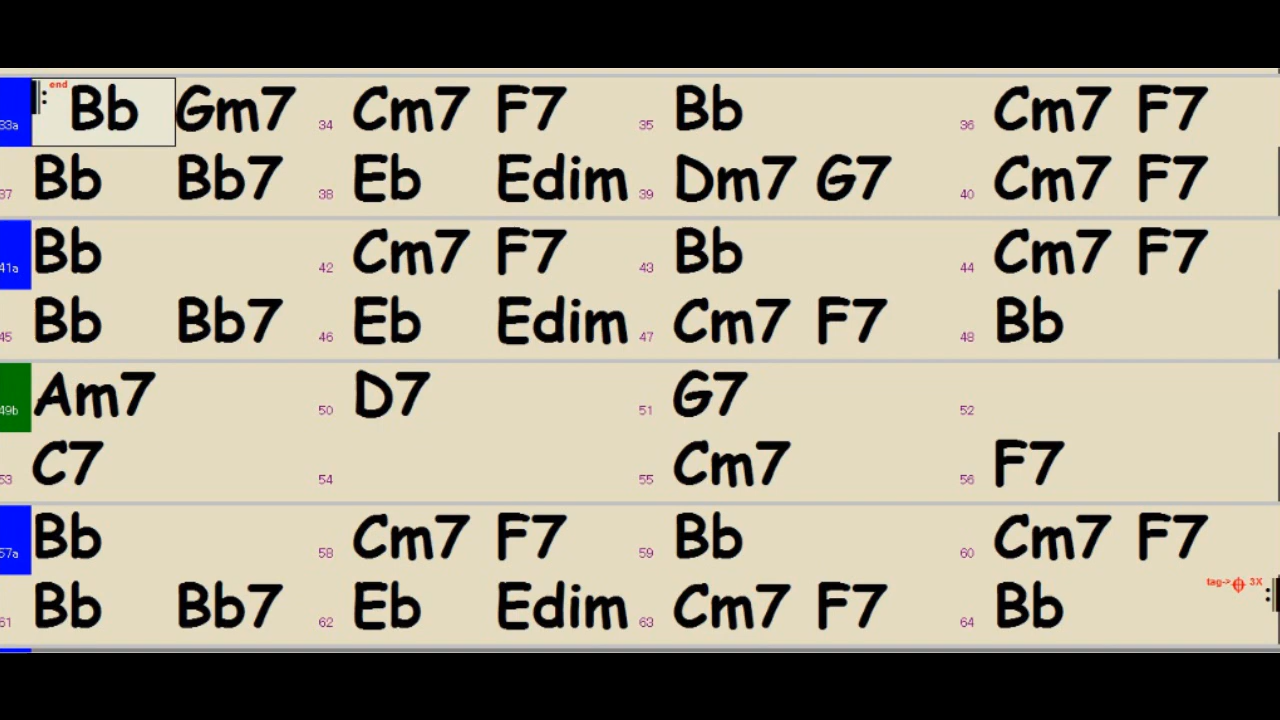 33a end Bb Gm7 34 Cm7 F7 35 Bb 36 Cm7 F7
37 Bb Bb7 38 Eb Edim 39 Dm7 G7 40 Cm7 F7
41a Bb 42 Cm7 F7 43 Bb 44 Cm7 F7
45 Bb Bb7 46 Eb Edim 47 Cm7 F7 48 Bb
49b Am7 50 D7 51 G7 52
53 C7 54 55 Cm7 56 F7
57a Bb 58 Cm7 F7 59 Bb 60 Cm7 F7
61 Bb Bb7 62 Eb Edim 63 Cm7 F7 64 Bb tag-> 3X